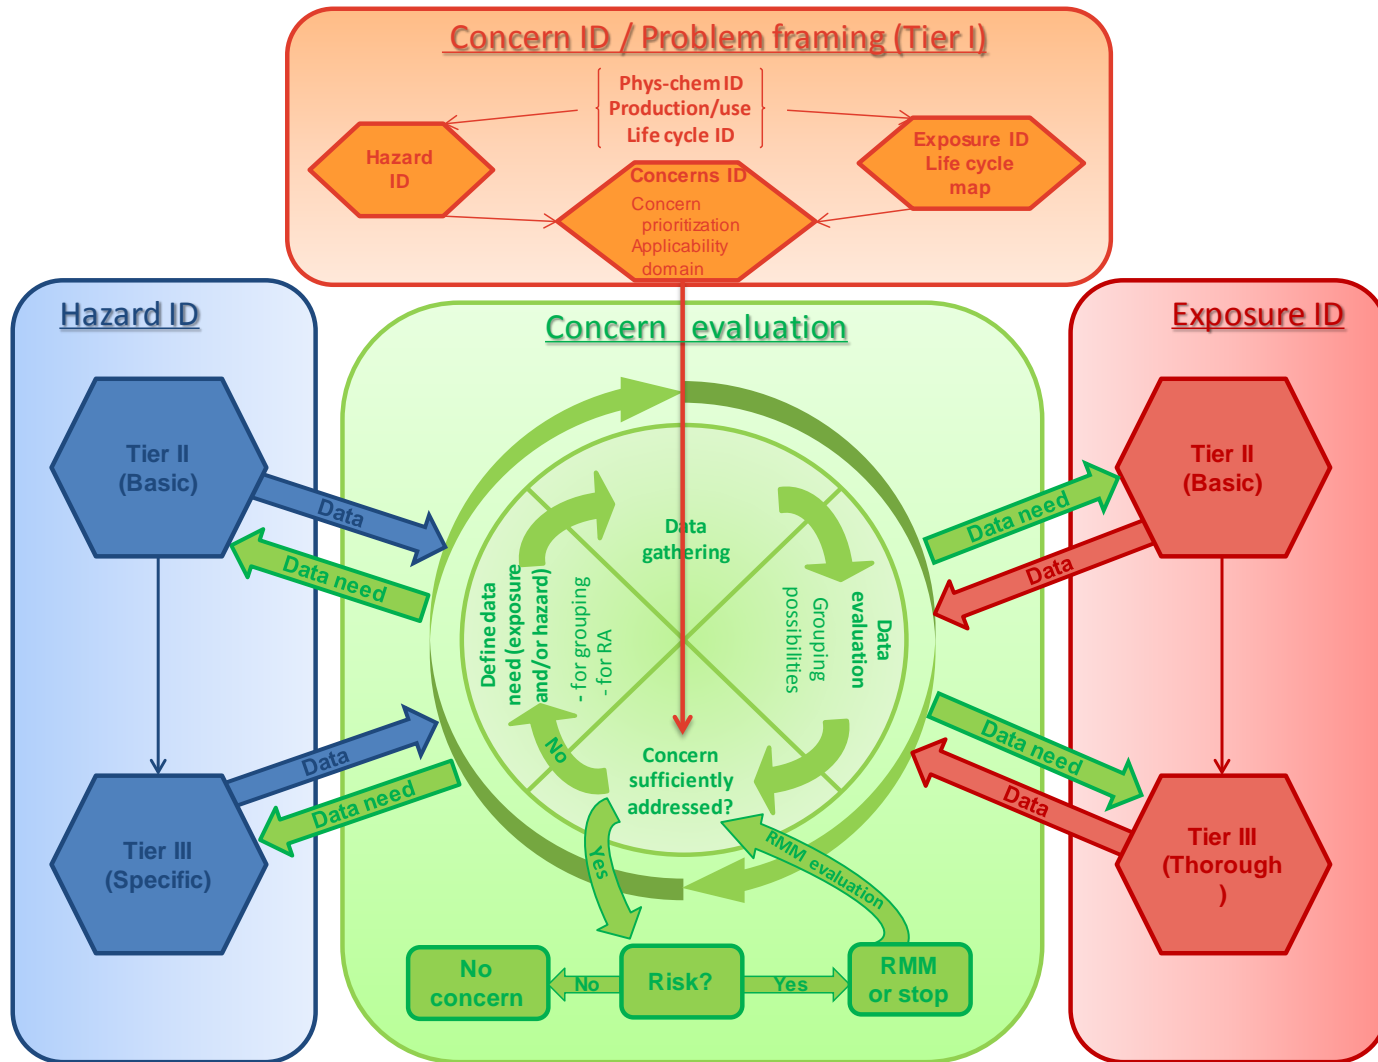 Concern ID / Problem framing (Tier I)
Phys-chem ID
Production/use
Life cycle ID
Hazard
ID
Exposure ID
Life cycle
map
Concerns ID
Concern
prioritization
Applicability
domain
Hazard ID
Tier II
(Basic)
Data
Data need
Tier III
(Specific)
Data
Data need
Concern evaluation
Data
gathering
Data
evaluation
Grouping
possibilities
Concern
sufficiently
addressed?
No
Define data
need (exposure
and/or hazard)
- for grouping
- for RA
Yes
RMM evaluation
No
concern
No
Risk?
Yes
RMM
or stop
Exposure ID
Tier II
(Basic)
Data need
Data
Tier III
(Thorough
)
Data need
Data